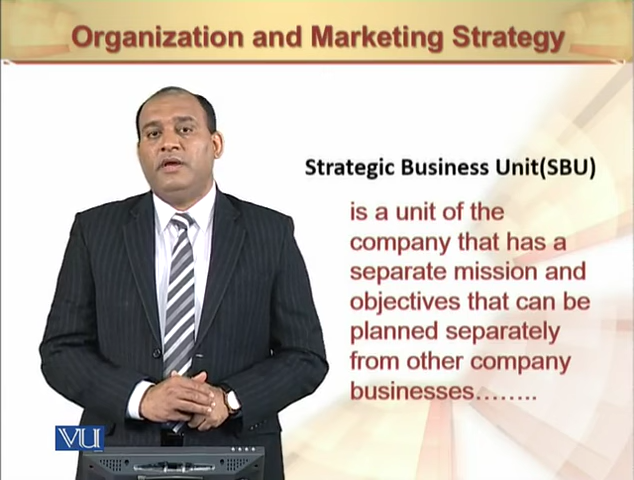 Organization and Marketing Strategy
Strategic Business Unit(SBU)
is a unit of the
company that has a
separate mission and
objectives that can be
planned separately
from other company
businesses……..
VU